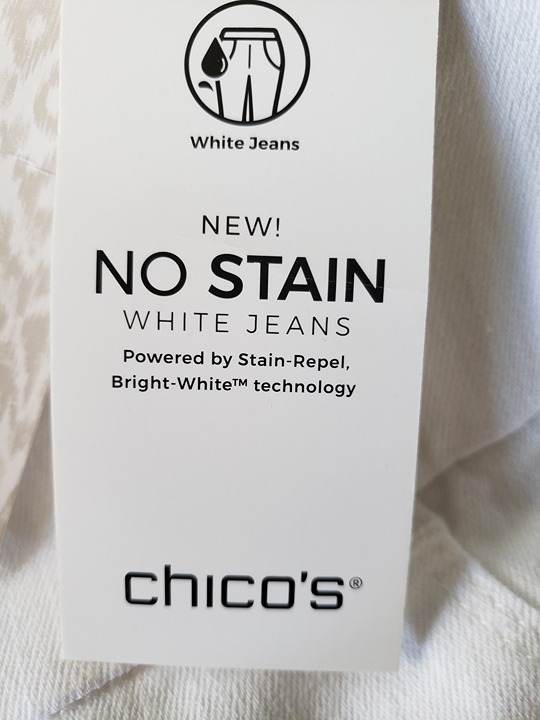 White Jeans
NEW!
NO STAIN
WHITE JEANS
Powered by Stain-Repel,
Bright-White™ technology
chico's®